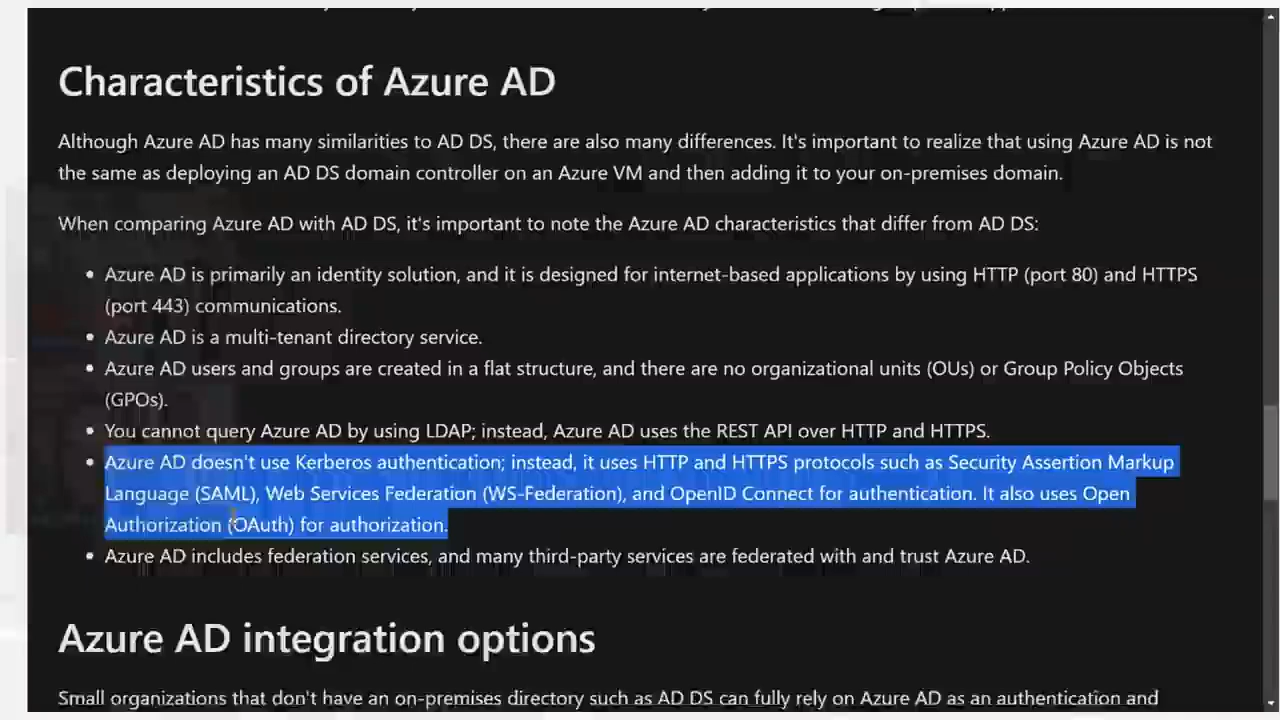 Characteristics of Azure AD
Although Azure AD has many similarities to AD DS, there are also many differences. It's important to realize that using Azure AD is not
the same as deploying an AD DS domain controller on an Azure VM and then adding it to your on-premises domain.
When comparing Azure AD with AD DS, it's important to note the Azure AD characteristics that differ from AD DS:
• Azure AD is primarily an identity solution, and it is designed for internet-based applications by using HTTP (port 80) and HTTPS
(port 443) communications.
• Azure AD is a multi-tenant directory service.
• Azure AD users and groups are created in a flat structure, and there are no organizational units (OUs) or Group Policy Objects
(GPOs).
• You cannot query Azure AD by using LDAP; instead, Azure AD uses the REST API over HTTP and HTTPS.
• Azure AD doesn't use Kerberos authentication; instead, it uses HTTP and HTTPS protocols such as Security Assertion Markup
Language (SAML), Web Services Federation (WS-Federation), and OpenID Connect for authentication. It also uses Open
Authorization (OAuth) for authorization.
• Azure AD includes federation services, and many third-party services are federated with and trust Azure AD.
Azure AD integration options
Small organizations that don't have an on-premises directory such as AD DS can fully rely on Azure AD as an authentication and